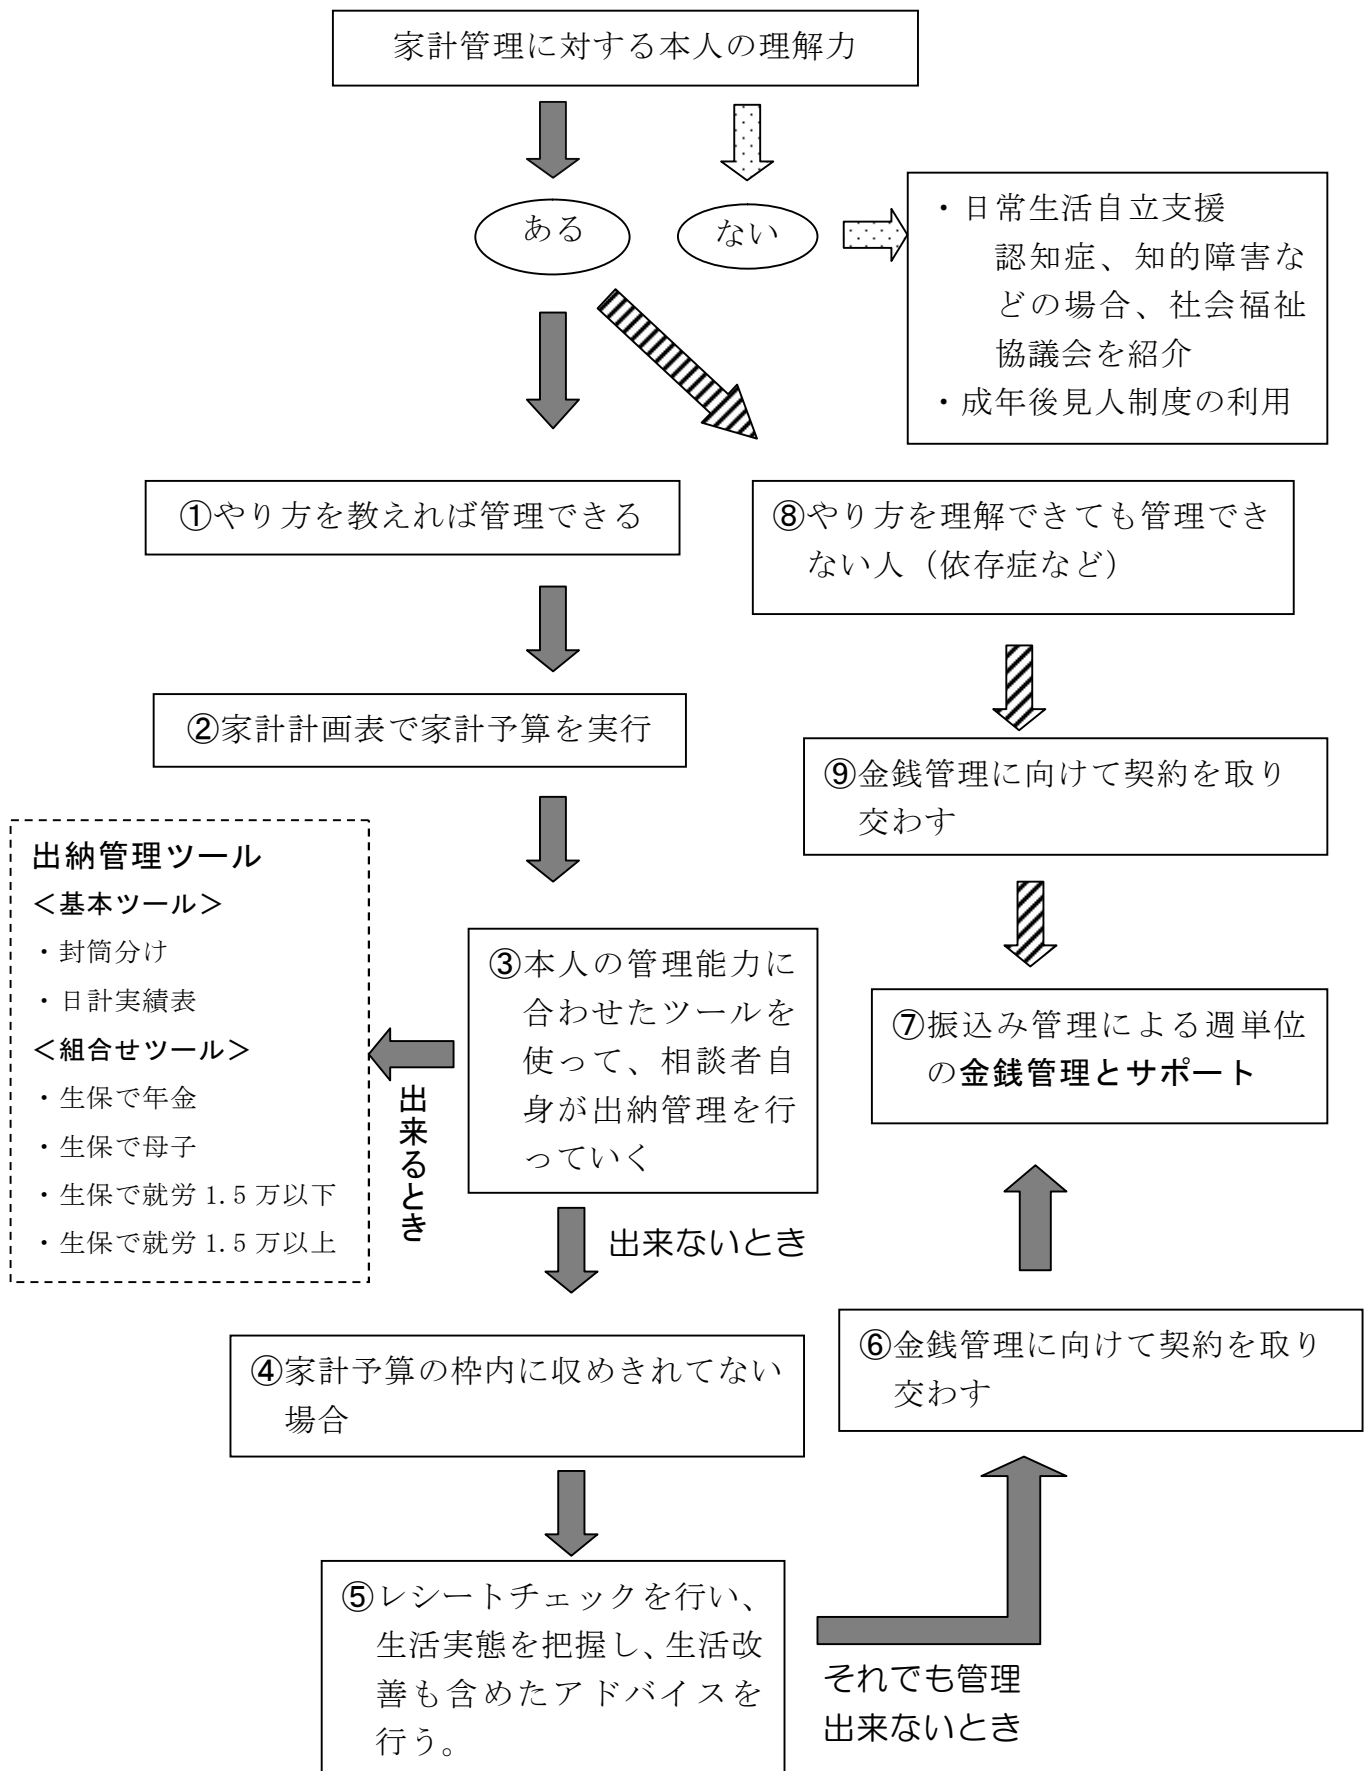 家計管理に対する本人の理解力
ある
ない
・日常生活自立支援
認知症、知的障害な
どの場合、社会福祉
協議会を紹介
・成年後見人制度の利用
①やり方を教えれば管理できる
⑧やり方を理解できても管理でき
ない人（依存症など）
②家計計画表で家計予算を実行
⑨金銭管理に向けて契約を取り
交わす
出納管理ツール
＜基本ツール＞
・封筒分け
・日計実績表
＜組合せツール＞
・生保で年金
・生保で母子
・生保で就労 1.5 万以下
・生保で就労 1.5 万以上
出来るとき
③本人の管理能力に
合わせたツールを
使って、相談者自
身が出納管理を行
っていく
⑦振込み管理による週単位
の金銭管理とサポート
出来ないとき
④家計予算の枠内に収めきれてない
場合
⑥金銭管理に向けて契約を取り
交わす
⑤レシートチェックを行い、
生活実態を把握し、生活改
善も含めたアドバイスを
行う。
それでも管理
出来ないとき